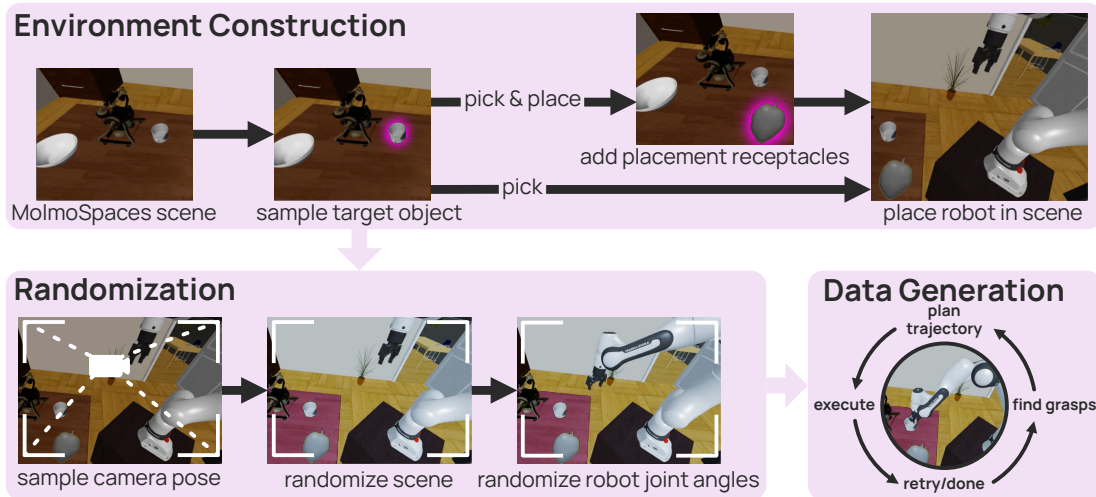 Environment Construction
pick & place
add placement receptacles
pick
MolmoSpaces scene
sample target object
place robot in scene
Randomization
sample camera pose
randomize scene
randomize robot joint angles
Data Generation
plan
trajectory
execute
find grasps
retry/done